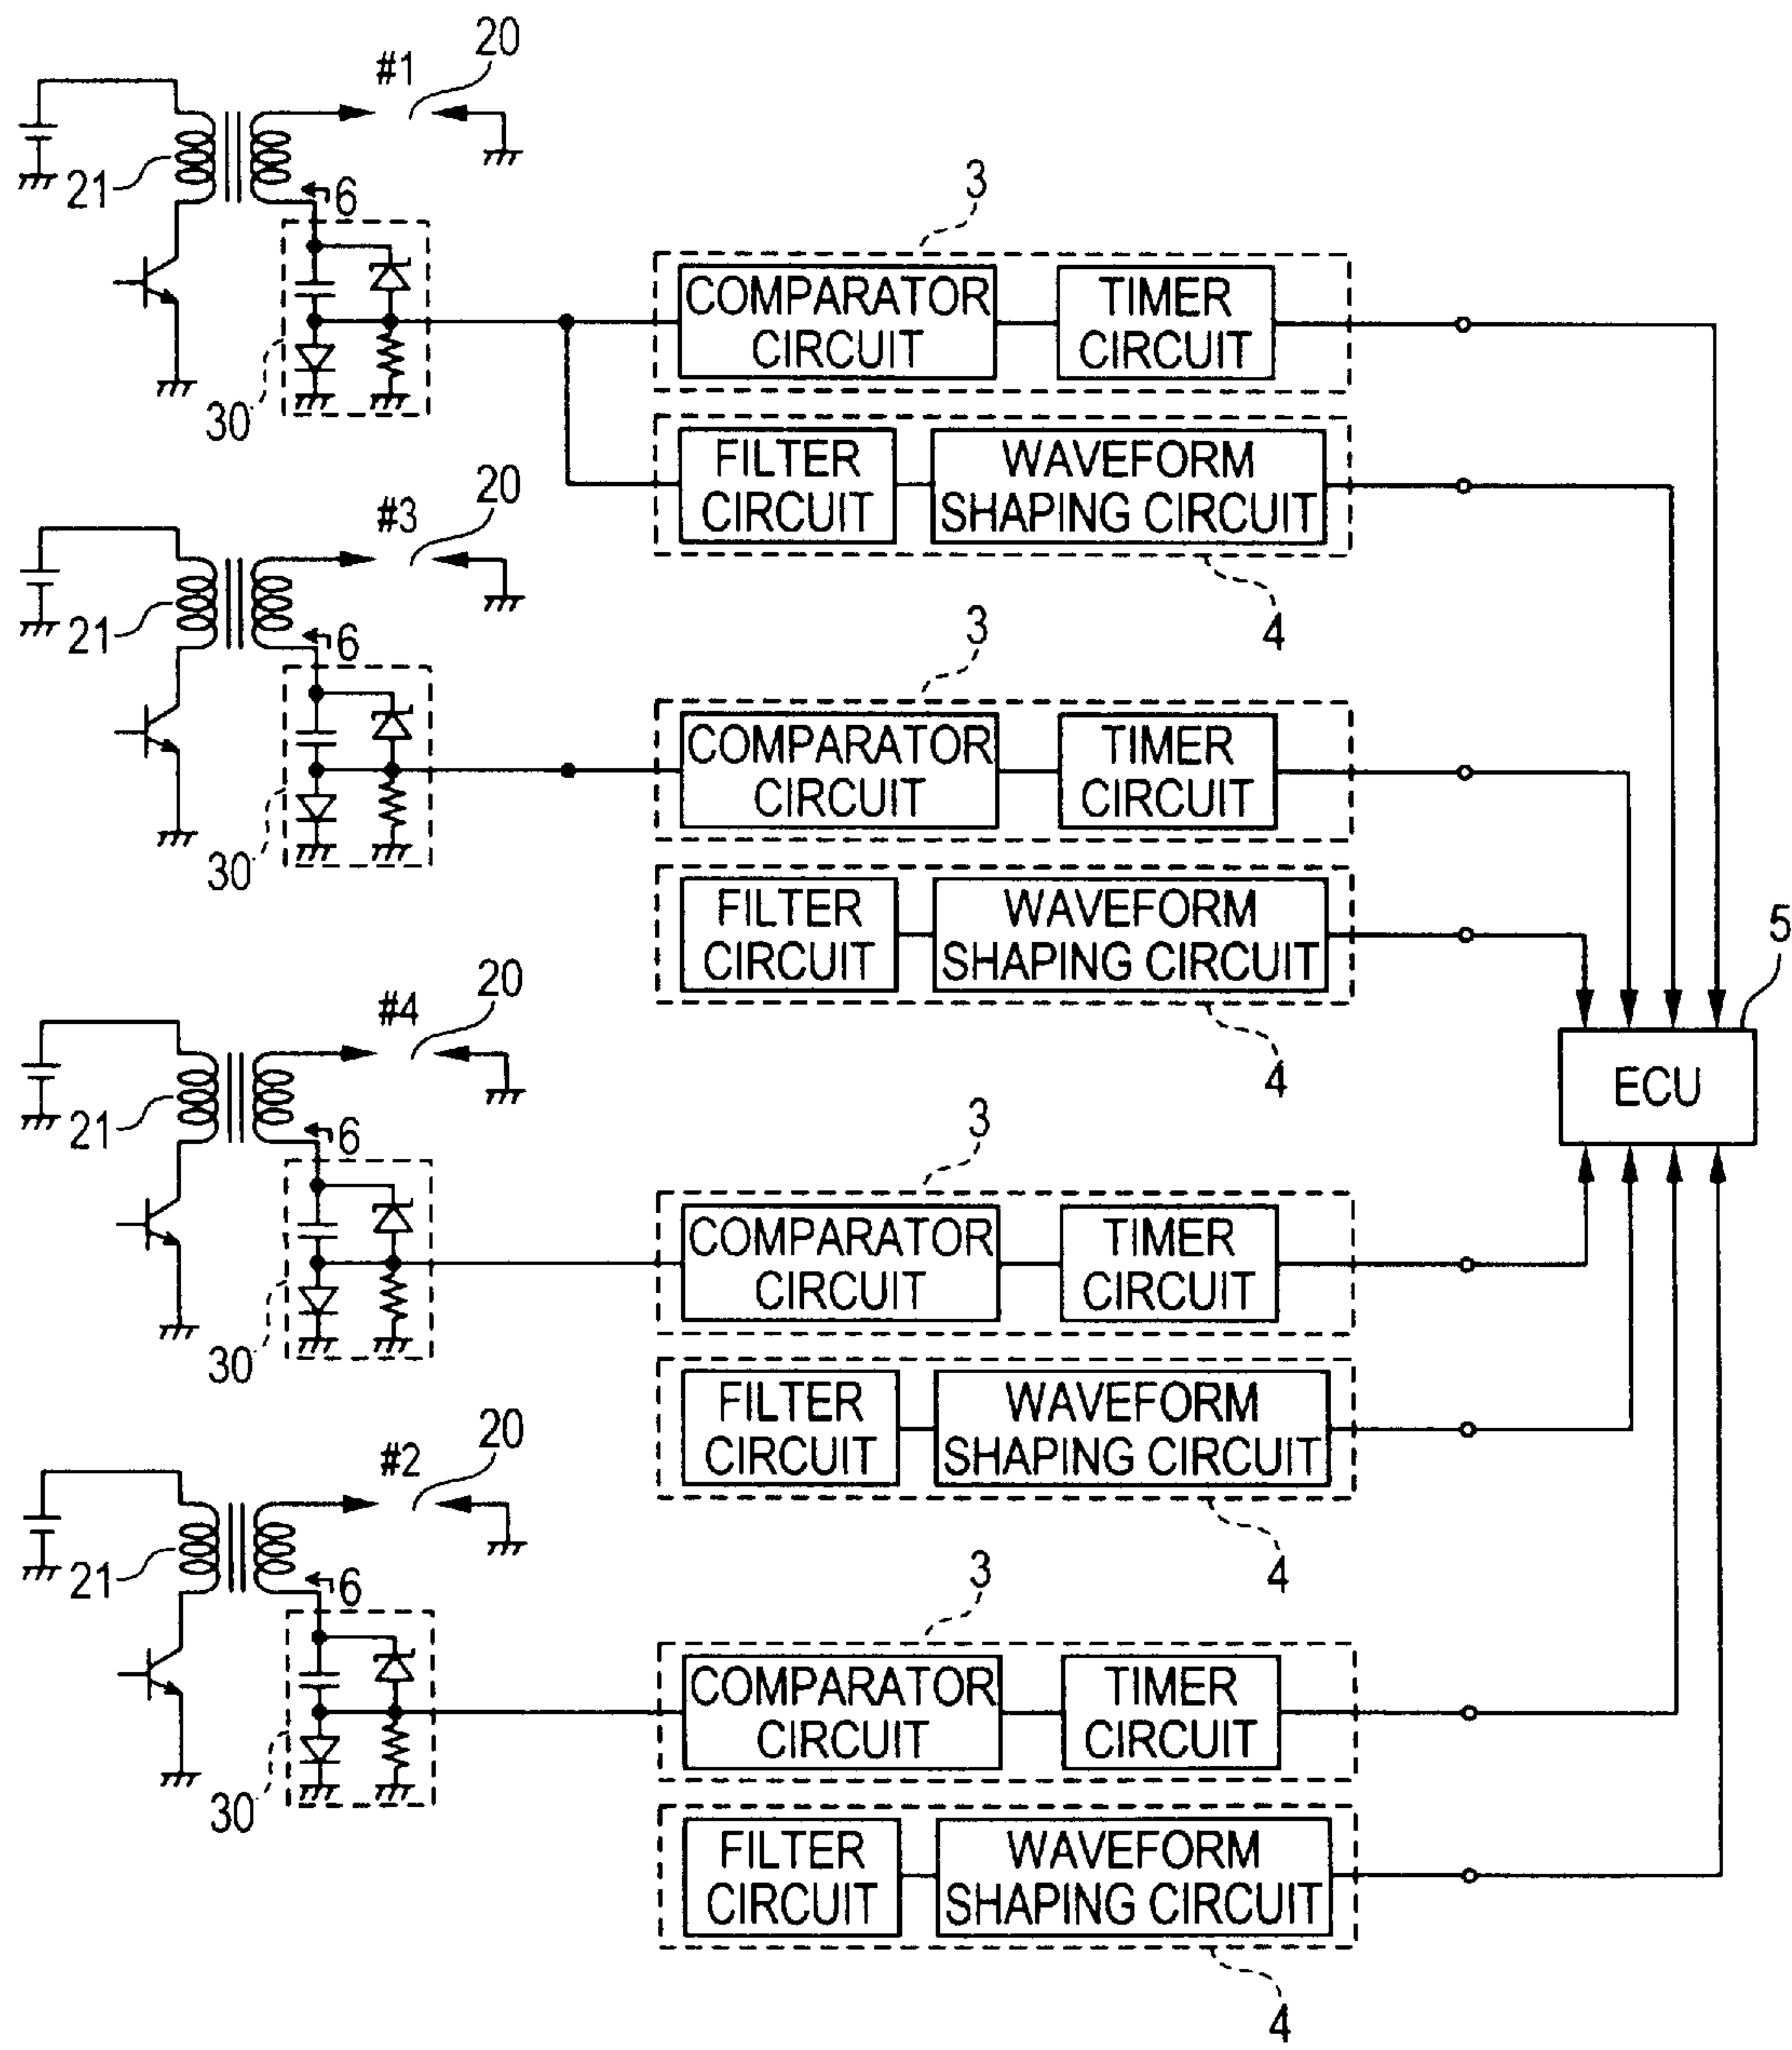 #1
20
21
6
30
3
COMPARATOR
CIRCUIT
TIMER
CIRCUIT
FILTER
CIRCUIT
WAVEFORM
SHAPING CIRCUIT
4
#3
20
21
6
30
3
COMPARATOR
CIRCUIT
TIMER
CIRCUIT
FILTER
CIRCUIT
WAVEFORM
SHAPING CIRCUIT
4
5
ECU
#4
20
21
6
30
3
COMPARATOR
CIRCUIT
TIMER
CIRCUIT
FILTER
CIRCUIT
WAVEFORM
SHAPING CIRCUIT
4
#2
20
21
6
30
3
COMPARATOR
CIRCUIT
TIMER
CIRCUIT
FILTER
CIRCUIT
WAVEFORM
SHAPING CIRCUIT
4